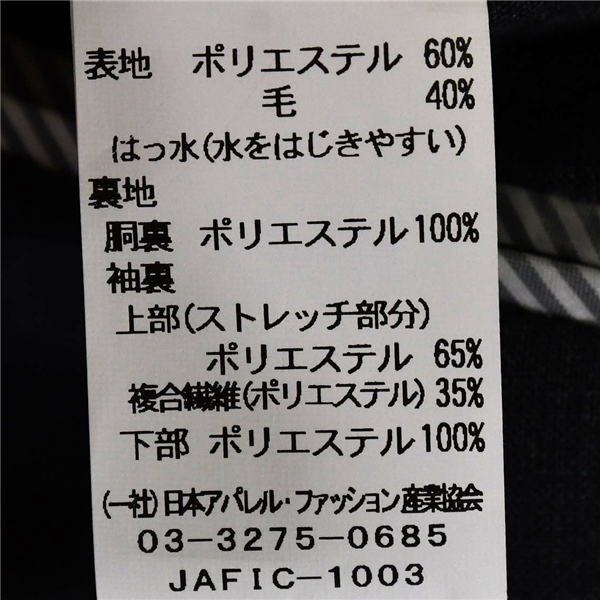 表地 ポリエステル 60%
毛 40%
はっ水(水をはじきやすい)
裏地
胴裏 ポリエステル100%
袖裏
上部(ストレッチ部分)
ポリエステル 65%
複合繊維(ポリエステル) 35%
下部 ポリエステル100%
(一社)日本アパレル・ファッション産業協会
03-3275-0685
JAFIC-1003